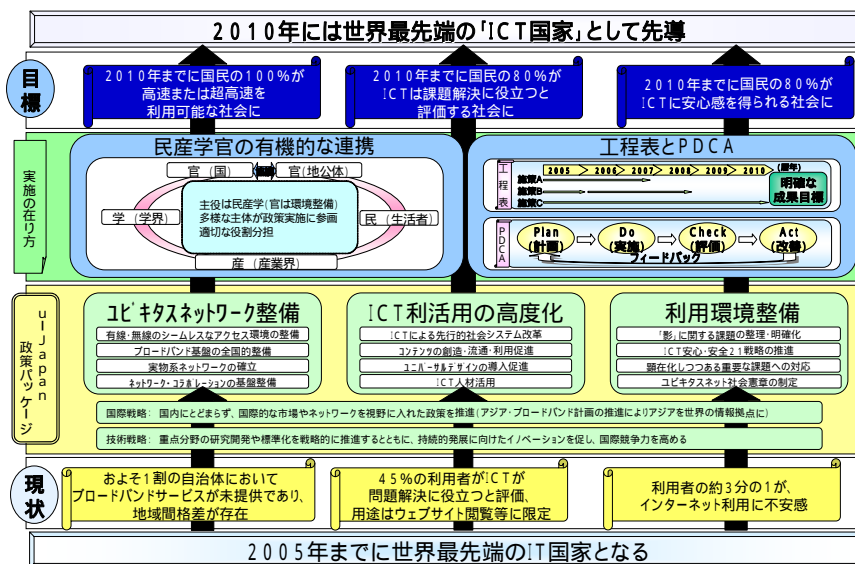 2010年には世界最先端の「ICT国家」として先導
目標
2010年までに国民の100%が
高速または超高速を
利用可能な社会に
2010年までに国民の80%が
ICTは課題解決に役立つと
評価する社会に
2010年までに国民の80%が
ICTに安心感を得られる社会に
実施の在り方
民産学官の有機的な連携
官(国)
官(地公体)
学(学界)
主役は民産学(官は環境整備)
多様な主体が政策実施に参画
適切な役割分担
民(生活者)
産(産業界)
工程表とPDCA
工程表
2005 > 2006 > 2007 > 2008 > 2009 > 2010 > (暦年)
施策A
施策B
施策C
明確な
成果目標
PDCA
Plan
(計画)
Do
(実施)
Check
(評価)
Act
(改善)
フィードバック
u-Japan
政策パッケージ
ユビキタスネットワーク整備
有線・無線のシームレスなアクセス環境の整備
ブロードバンド基盤の全国的整備
実物系ネットワークの確立
ネットワーク・コラボレーションの基盤整備
ICT利活用の高度化
ICTによる先行的社会システム改革
コンテンツの創造・流通・利用促進
ユニバーサルデザインの導入促進
ICT人材活用
利用環境整備
「影」に関する課題の整理・明確化
ICT安心・安全21戦略の推進
顕在化しつつある重要な課題への対応
ユビキタスネット社会憲章の制定
国際戦略: 国内にとどまらず、国際的な市場やネットワークを視野に入れた政策を推進(アジア・ブロードバンド計画の推進によりアジアを世界の情報拠点に)
技術戦略: 重点分野の研究開発や標準化を戦略的に推進するとともに、持続的発展に向けたイノベーションを促し、国際競争力を高める
現状
およそ1割の自治体において
ブロードバンドサービスが未提供であり、
地域間格差が存在
45%の利用者がICTが
問題解決に役立つと評価、
用途はウェブサイト閲覧等に限定
利用者の約3分の1が、
インターネット利用に不安感
2005年までに世界最先端のIT国家となる